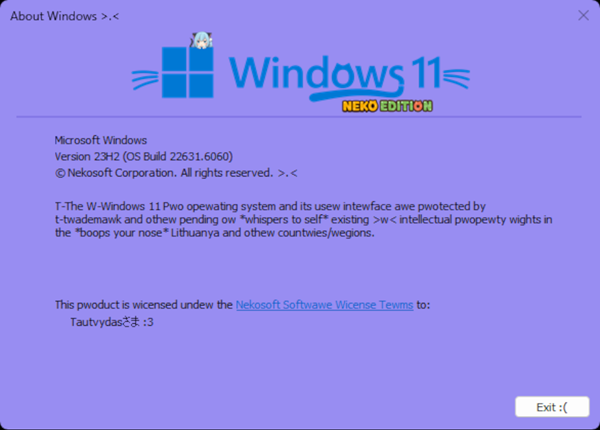 About Windows >.<
Windows 11
NEKO EDITION
Microsoft Windows
Version 23H2 (OS Build 22631.6060)
© Nekosoft Corporation. All rights reserved. >.<
T-The W-Windows 11 Pwo opewating system and its usew intewface awe pwotected by
t-twademawk and othew pending ow *whispers to self* existing >w< intellectual pwopewty wights in
the *boops your nose* Lithuanya and othew countwies/wegions.
This pwoduct is wicensed undew the Nekosoft Softwawe Wicense Tewms to:
Tautvydasさま :3
Exit :(